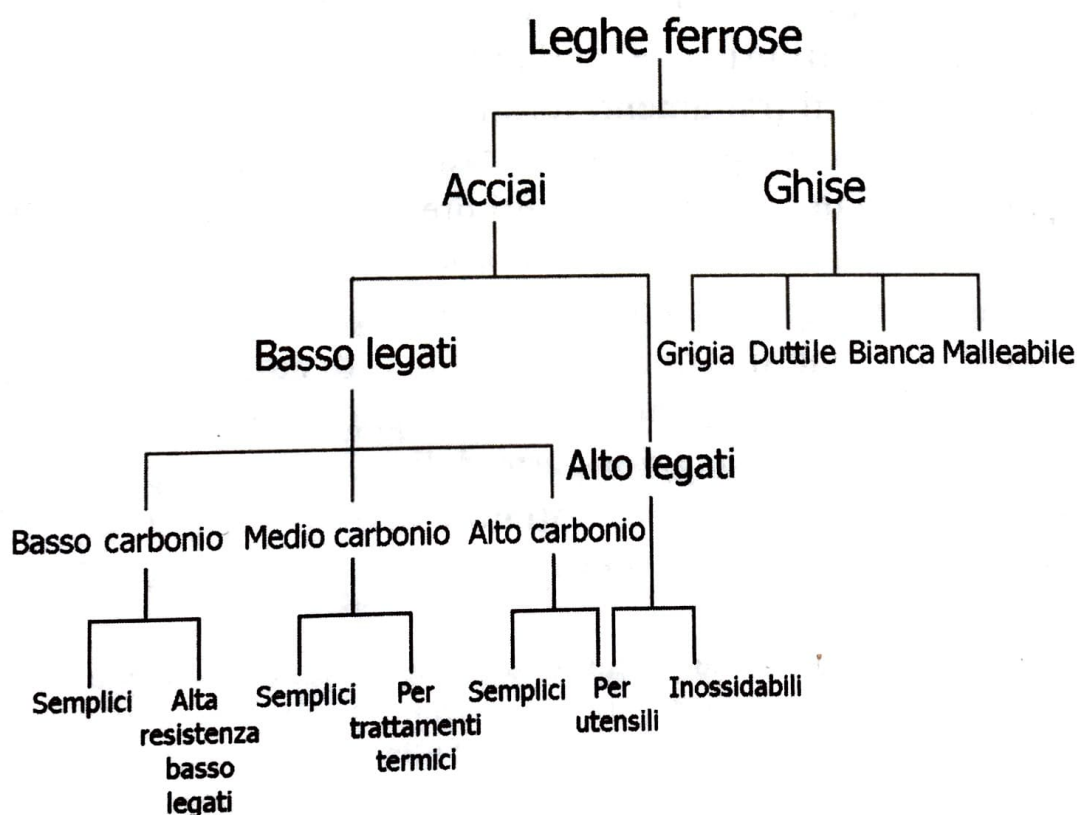 Leghe ferrose
Acciai
Ghise
Basso legati
Grigia Duttile Bianca Malleabile
Alto legati
Basso carbonio
Medio carbonio
Alto carbonio
Semplici
Alta
resistenza
basso
legati
Semplici
Per
trattamenti
termici
Semplici
Per
utensili
Inossidabili